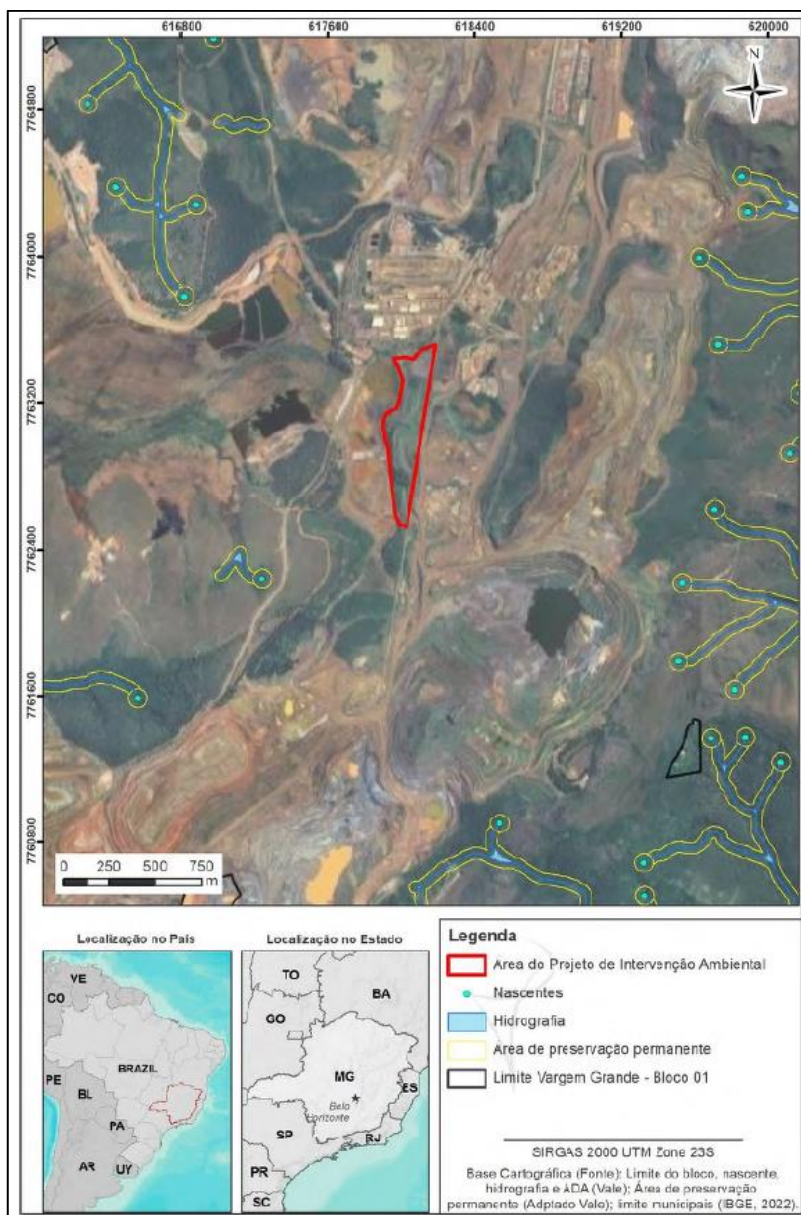 616800 617600 618400 619200 620000
7764800
7764000
7763200
7762400
7761600
7760800
N
0 250 500 750
m
Localização no País
VE
CO
BRAZIL
PE
BL
PA
AR
UY
Localização no Estado
TO
BA
GO
MG
Belo
Horizonte
ES
SP
RJ
PR
SC
Legenda
Area do Projeto de Intervenção Ambiental
Nascentes
Hidrografia
Area de preservação permanente
Limite Vargem Grande - Bloco 01
SIRGAS 2000 UTM Zone 23S
Base Cartográfica (Fonte): Limite do bloco, nascente,
hidrografia e ADA (Vale); Área de preservação
permanente (Adptado Vale); limite municipais (IBGE, 2022).